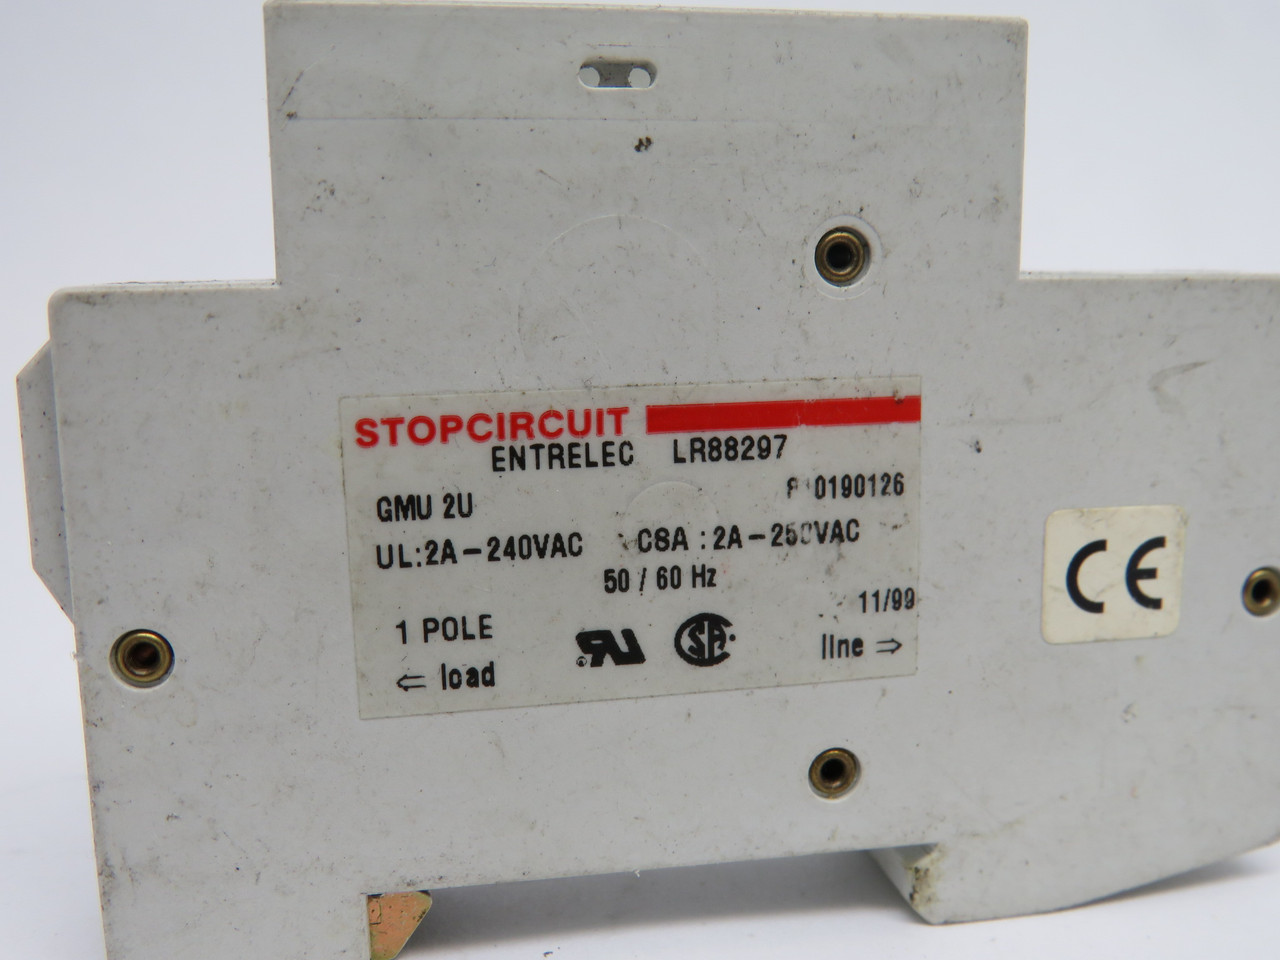 STOPCIRCUIT
ENTRELEC LR88297
GMU 2U
UL:2A-240VAC CSA :2A-250VAC
50 / 60 Hz
11/99
1 POLE
⇐ load
line ⇒
CE